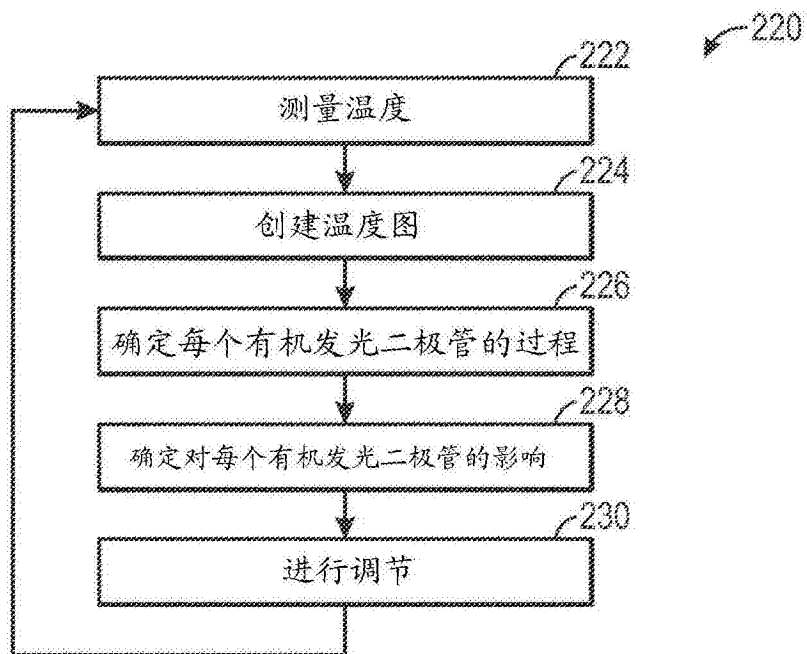 220
222
测量温度
224
创建温度图
226
确定每个有机发光二极管的过程
228
确定对每个有机发光二极管的影响
230
进行调节